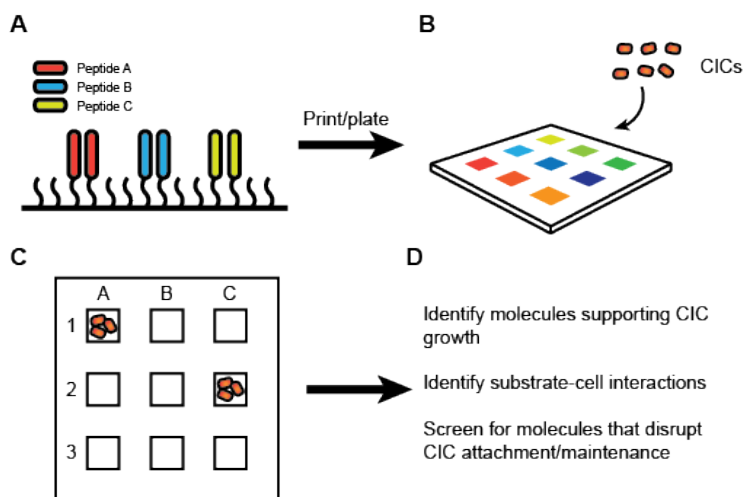 A
Peptide A
Peptide B
Peptide C
Print/plate
B
CICs
C
A B C
1
2
3
D
Identify molecules supporting CIC
growth
Identify substrate-cell interactions
Screen for molecules that disrupt
CIC attachment/maintenance